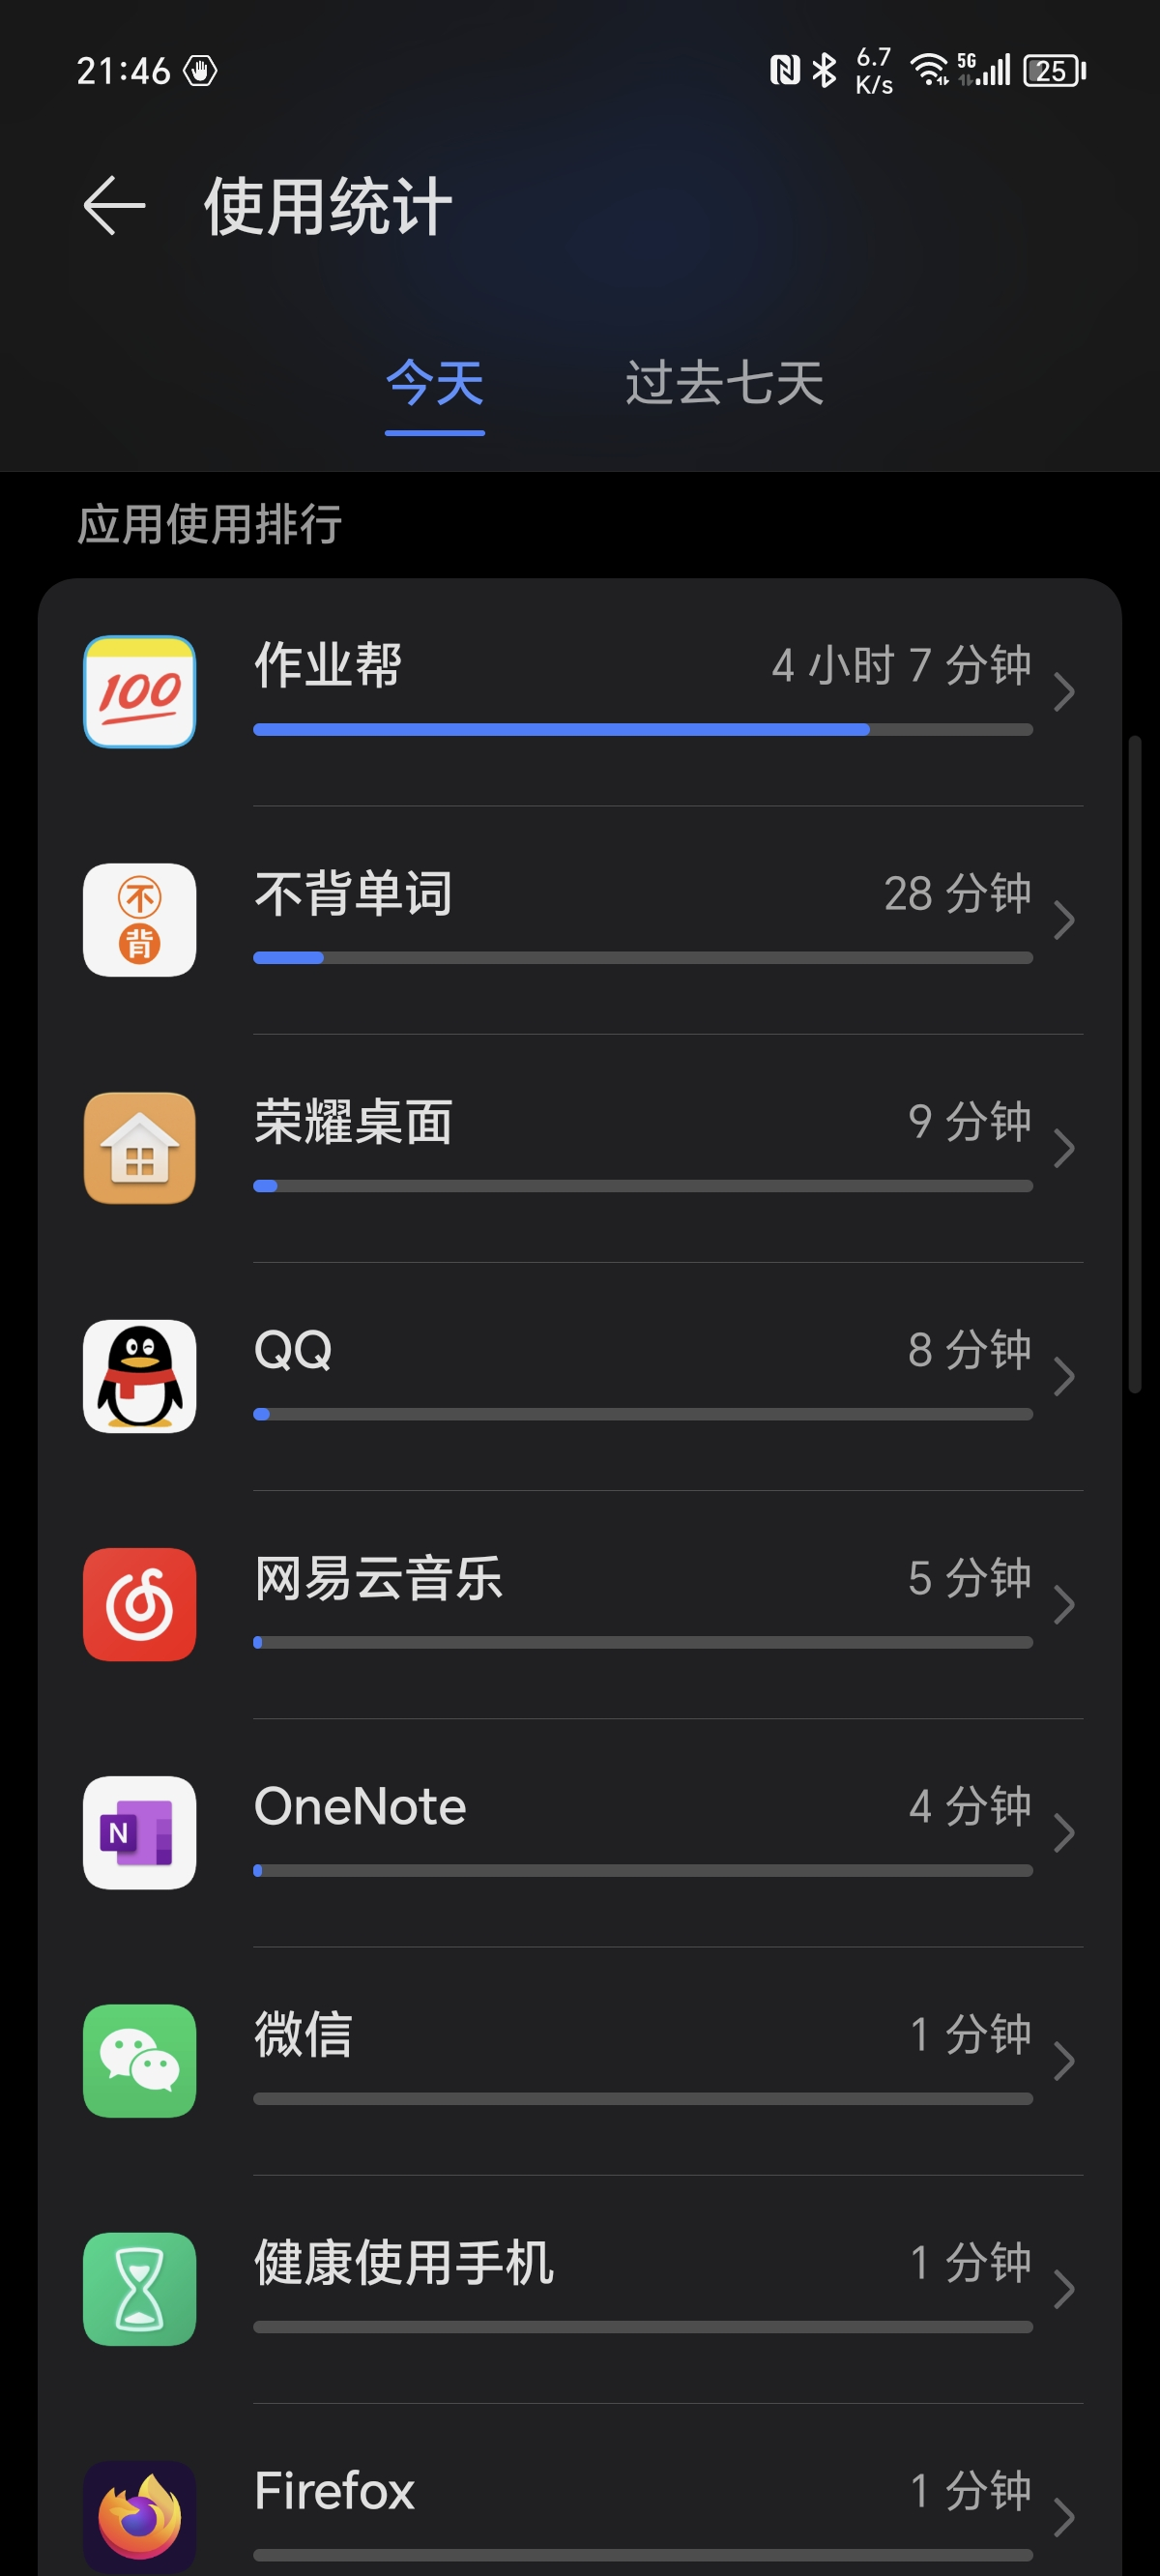 21:46 6.7 K/s 5G 25
使用统计
今天 过去七天
应用使用排行
100 作业帮 4 小时 7 分钟
不背 不背单词 28 分钟
荣耀桌面 9 分钟
QQ 8 分钟
网易云音乐 5 分钟
N OneNote 4 分钟
微信 1 分钟
健康使用手机 1 分钟
Firefox 1 分钟